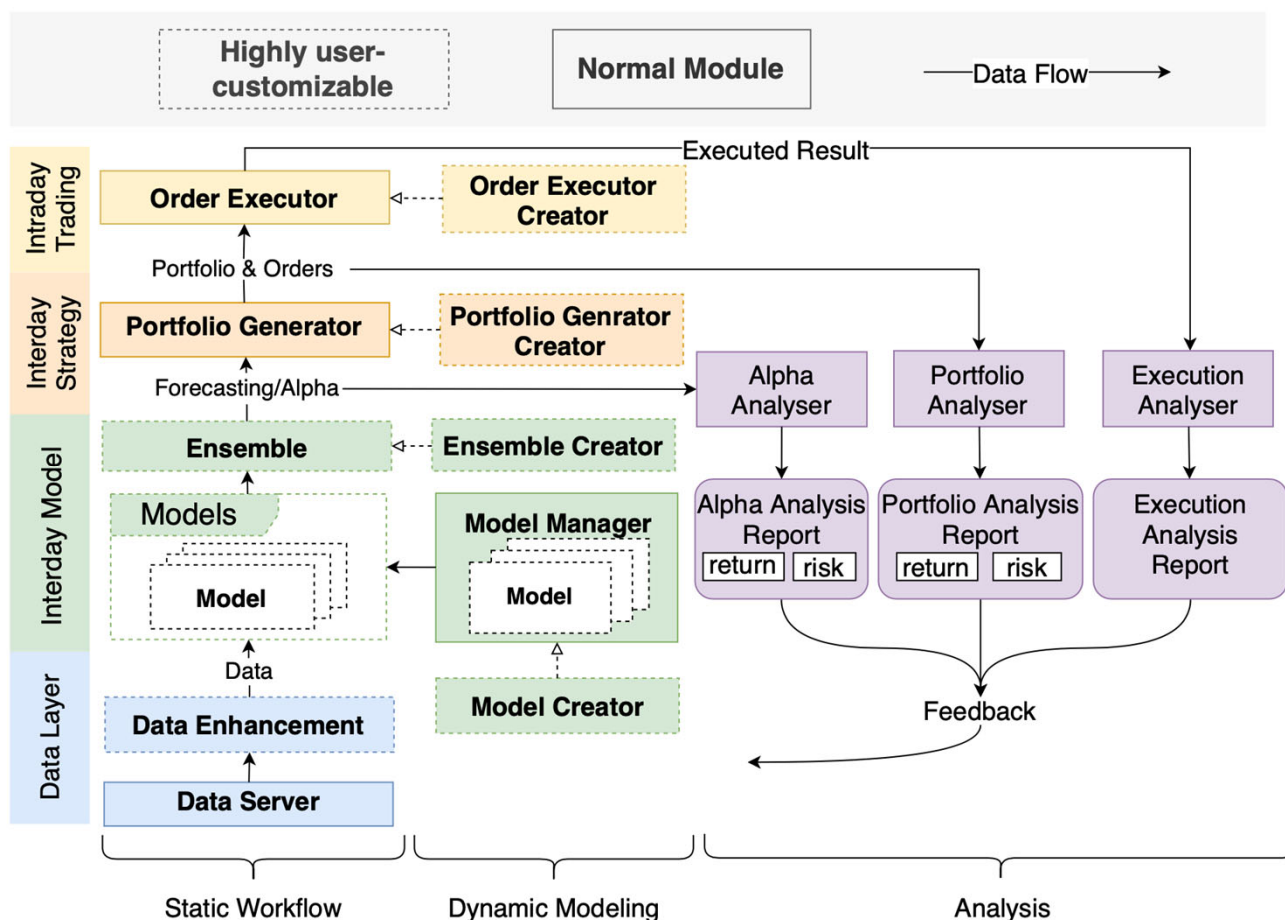 Highly user-
customizable
Normal Module
Data Flow
Intraday
Trading
Interday
Strategy
Interday Model
Data Layer
Executed Result
Order Executor
Order Executor
Creator
Portfolio & Orders
Portfolio Generator
Portfolio Genrator
Creator
Forecasting/Alpha
Alpha
Analyser
Portfolio
Analyser
Execution
Analyser
Ensemble
Ensemble Creator
Models
Model
Model Manager
Model
Alpha Analysis
Report
return
risk
Portfolio Analysis
Report
return
risk
Execution
Analysis
Report
Data
Data Enhancement
Model Creator
Feedback
Data Server
Static Workflow
Dynamic Modeling
Analysis